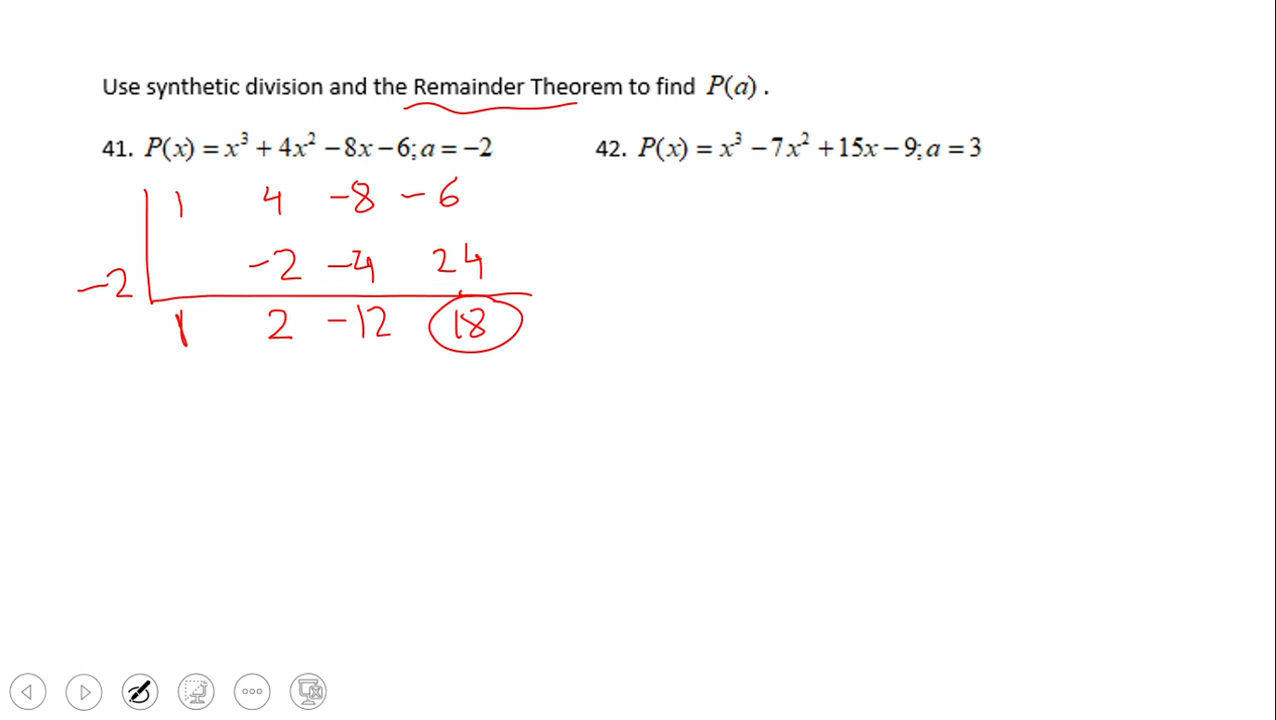 Use synthetic division and the Remainder Theorem to find P(a).
41. P(x) = x³ + 4x² − 8x − 6; a = −2
42. P(x) = x³ − 7x² + 15x − 9; a = 3
1 4 −8 −6
−2 −4 24
−2
1 2 −12 18